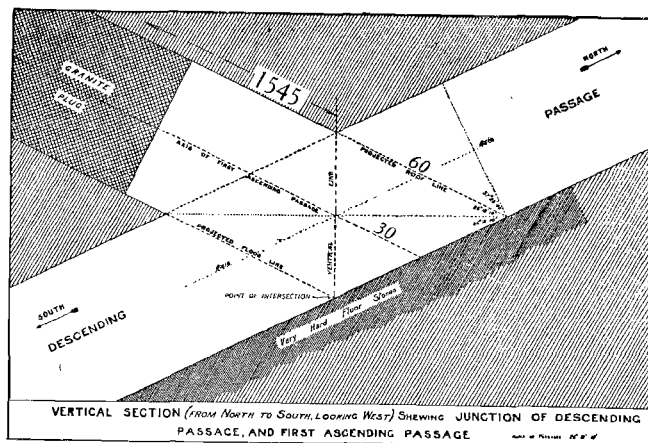 GRANITE
PLUG
1545
NORTH
PASSAGE
AXIS OF FIRST ASCENDING PASSAGE
PROJECTED ROOF LINE
60
AXIS
LINE
VERTICAL
30
PROJECTED FLOOR LINE
AXIS
POINT OF INTERSECTION
SOUTH
DESCENDING
Very Hard Floor Stones
VERTICAL SECTION (FROM NORTH TO SOUTH, LOOKING WEST) SHEWING JUNCTION OF DESCENDING
PASSAGE, AND FIRST ASCENDING PASSAGE